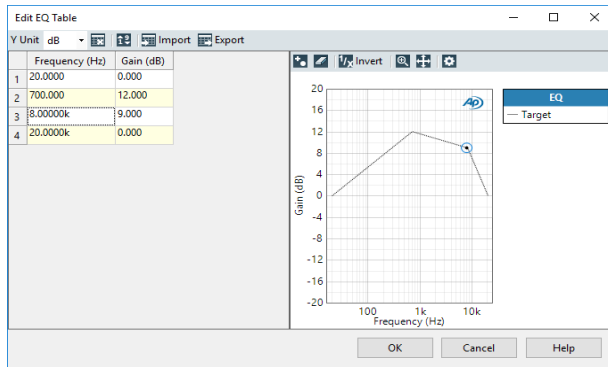 Edit EQ Table
Y Unit dB Import Export
Invert
Frequency (Hz) Gain (dB)
1 20.0000 0.000
2 700.000 12.000
3 8.00000k 9.000
4 20.0000k 0.000
Gain (dB)
20
16
12
8
4
0
-4
-8
-12
-16
-20
100 1k 10k
Frequency (Hz)
AP
EQ
Target
OK Cancel Help